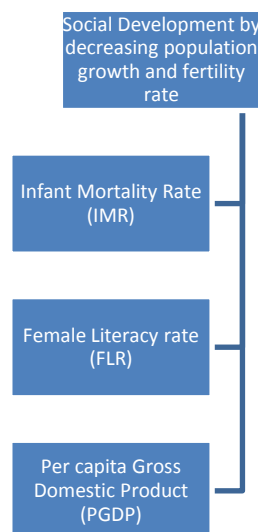 Social Development by
decreasing population
growth and fertility
rate
Infant Mortality Rate
(IMR)
Female Literacy rate
(FLR)
Per capita Gross
Domestic Product
(PGDP)